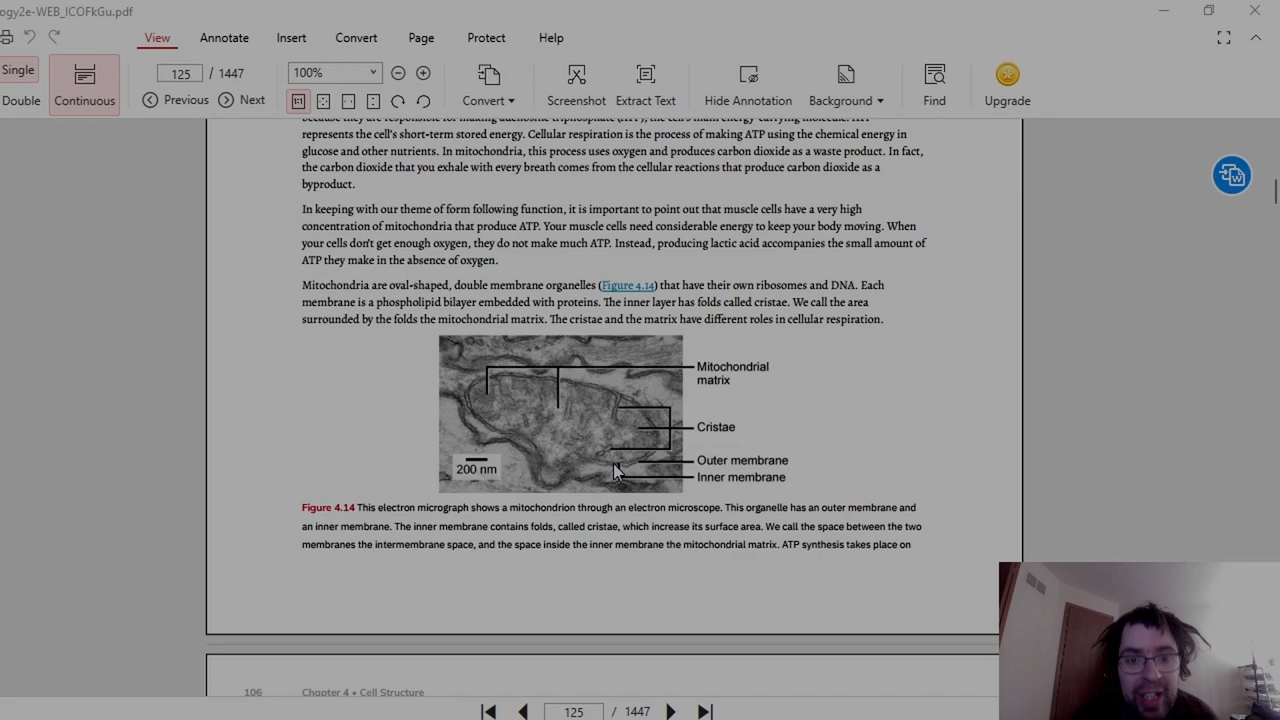 ogy2e-WEB_ICOFkGu.pdf
View Annotate Insert Convert Page Protect Help
Single
Double
Continuous
125 / 1447
Previous Next
100%
Convert
Screenshot
Extract Text
Hide Annotation
Background
Find
Upgrade
represents the cell's short-term stored energy. Cellular respiration is the process of making ATP using the chemical energy in
glucose and other nutrients. In mitochondria, this process uses oxygen and produces carbon dioxide as a waste product. In fact,
the carbon dioxide that you exhale with every breath comes from the cellular reactions that produce carbon dioxide as a
byproduct.
In keeping with our theme of form following function, it is important to point out that muscle cells have a very high
concentration of mitochondria that produce ATP. Your muscle cells need considerable energy to keep your body moving. When
your cells don't get enough oxygen, they do not make much ATP. Instead, producing lactic acid accompanies the small amount of
ATP they make in the absence of oxygen.
Mitochondria are oval-shaped, double membrane organelles (Figure 4.14) that have their own ribosomes and DNA. Each
membrane is a phospholipid bilayer embedded with proteins. The inner layer has folds called cristae. We call the area
surrounded by the folds the mitochondrial matrix. The cristae and the matrix have different roles in cellular respiration.
Mitochondrial
matrix
Cristae
Outer membrane
Inner membrane
200 nm
Figure 4.14 This electron micrograph shows a mitochondrion through an electron microscope. This organelle has an outer membrane and
an inner membrane. The inner membrane contains folds, called cristae, which increase its surface area. We call the space between the two
membranes the intermembrane space, and the space inside the inner membrane the mitochondrial matrix. ATP synthesis takes place on
106 Chapter 4 • Cell Structure
125 / 1447